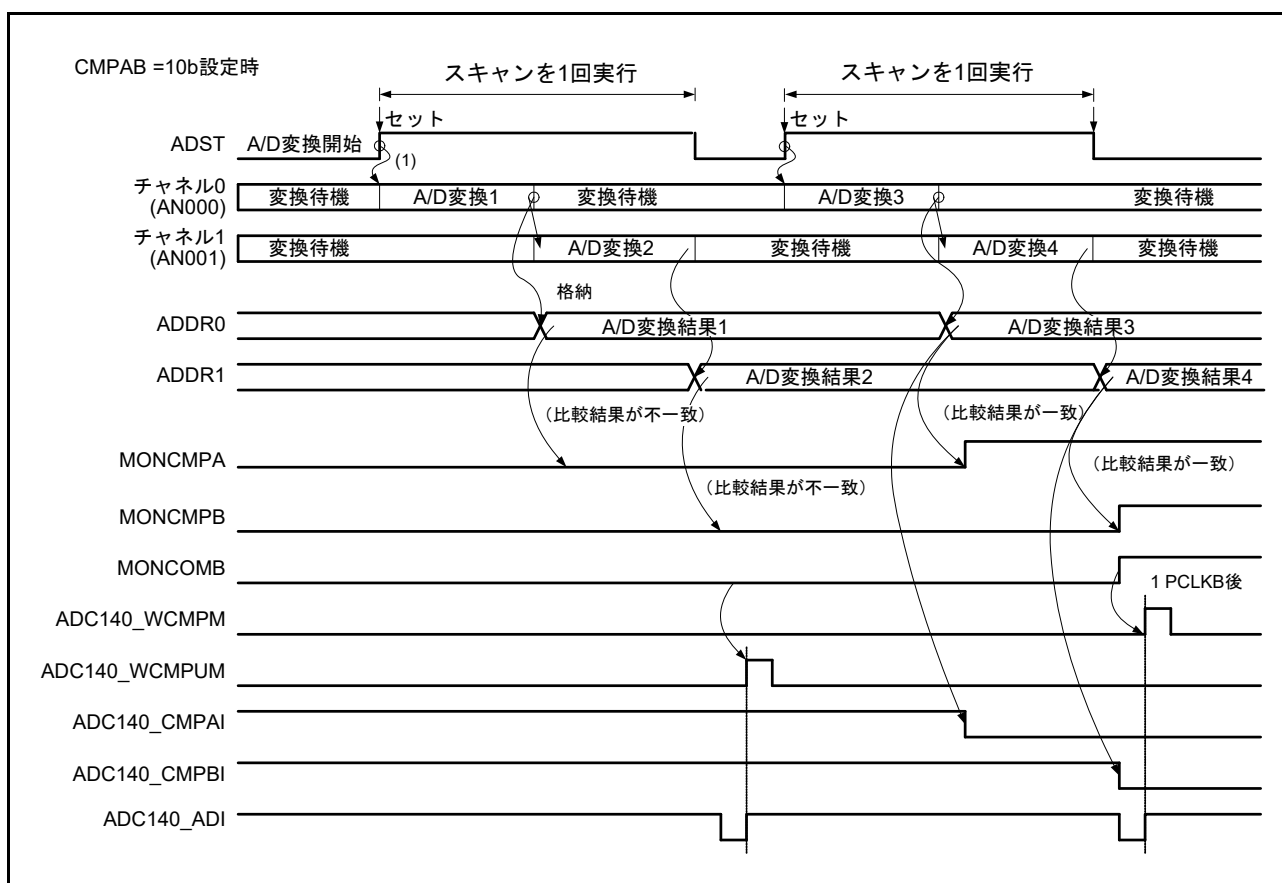 CMPAB =10b設定時
スキャンを1回実行
スキャンを1回実行
セット
セット
ADST
A/D変換開始
(1)
チャネル0
(AN000)
変換待機
A/D変換1
変換待機
A/D変換3
変換待機
チャネル1
(AN001)
変換待機
A/D変換2
変換待機
A/D変換4
変換待機
格納
ADDR0
A/D変換結果1
A/D変換結果3
ADDR1
A/D変換結果2
A/D変換結果4
（比較結果が不一致）
（比較結果が一致）
MONCMPA
（比較結果が一致）
（比較結果が不一致）
MONCMPB
MONCOMB
1 PCLKB後
ADC140_WCMPM
ADC140_WCMPUM
ADC140_CMPAI
ADC140_CMPBI
ADC140_ADI